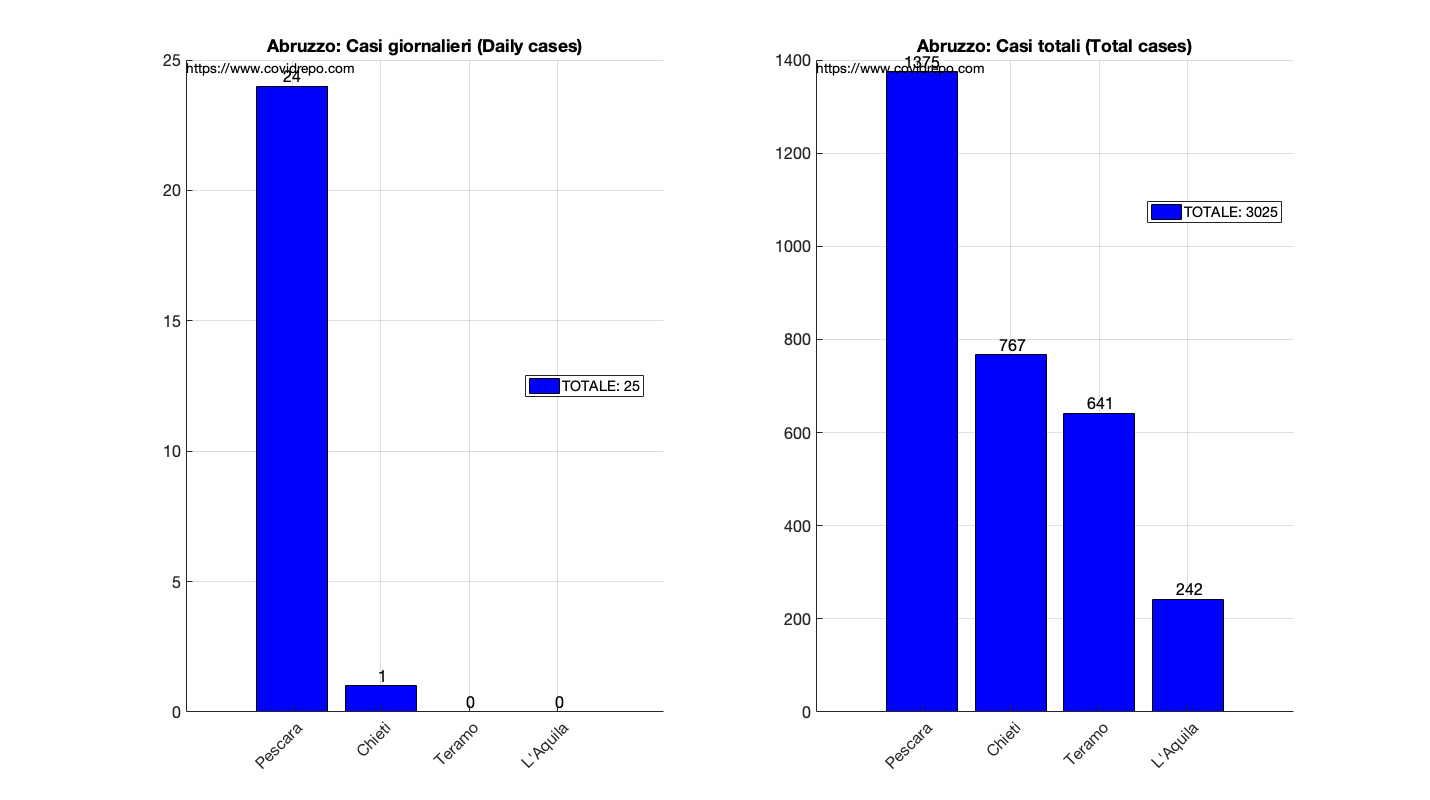 Abruzzo: Casi giornalieri (Daily cases)
https://www.covidrepo.com
25
24
20
15
10
5
0
1
0
0
TOTALE: 25
Pescara
Chieti
Teramo
L'Aquila
Abruzzo: Casi totali (Total cases)
https://www.covidrepo.com
1400
1375
1200
1000
800
600
400
200
0
767
641
242
TOTALE: 3025
Pescara
Chieti
Teramo
L'Aquila